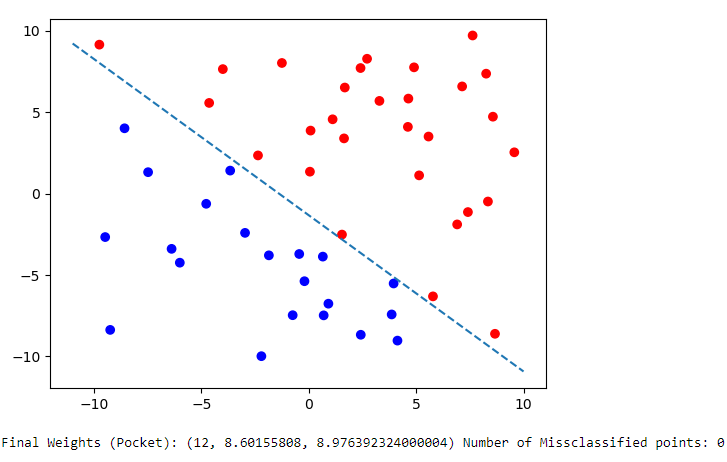 10
5
0
−5
−10
−10 −5 0 5 10
Final Weights (Pocket): (12, 8.60155808, 8.976392324000004) Number of Missclassified points: 0